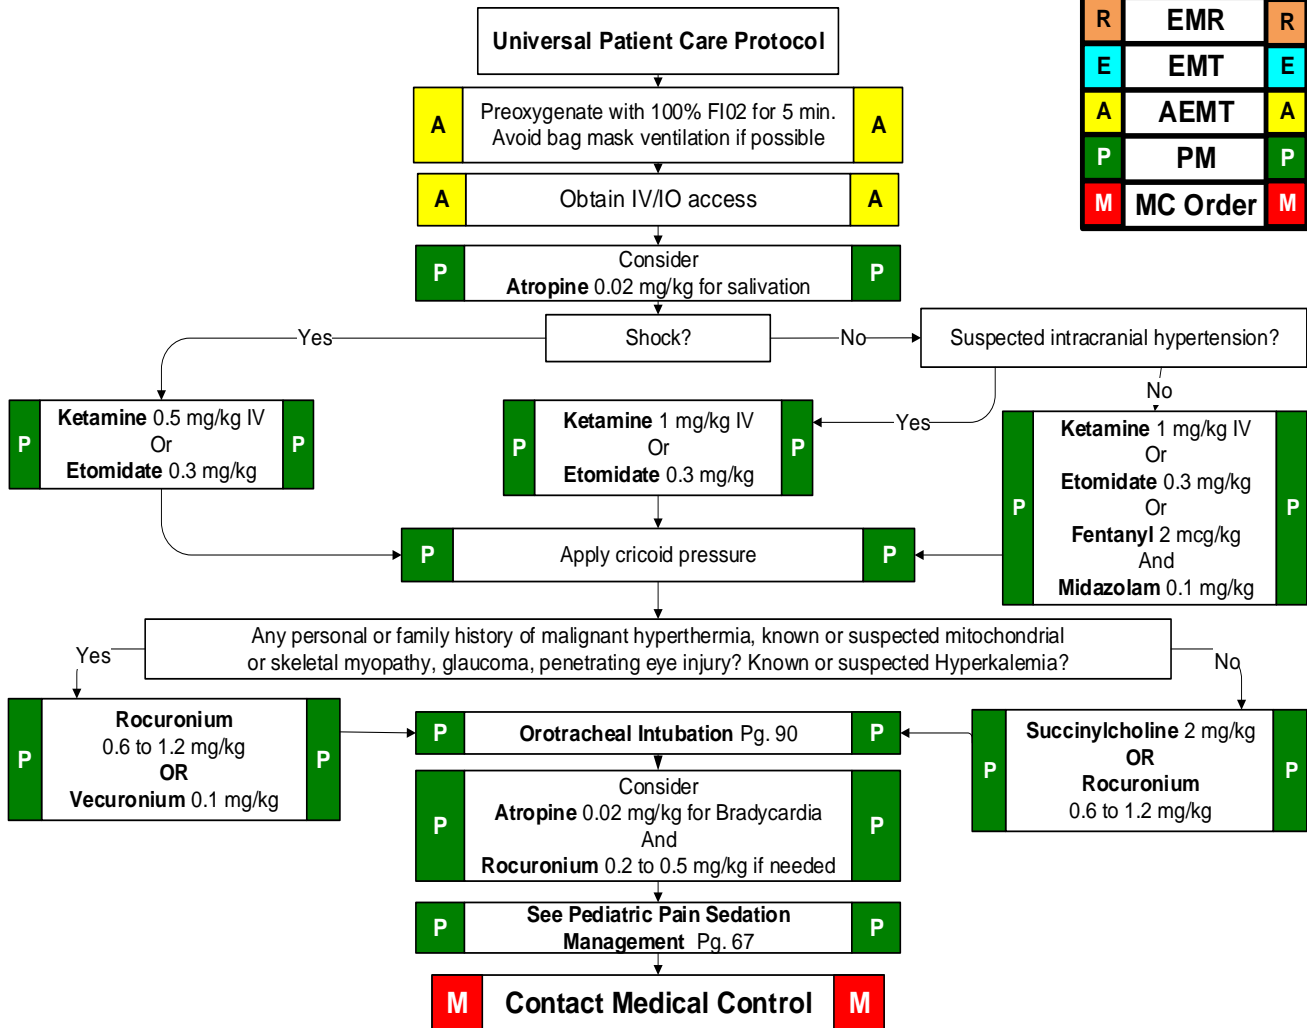 R EMR R
E EMT E
A AEMT A
P PM P
M MC Order M
Universal Patient Care Protocol
A Preoxygenate with 100% FI02 for 5 min. A
Avoid bag mask ventilation if possible
A Obtain IV/IO access A
P Consider P
Atropine 0.02 mg/kg for salivation
Yes
Shock?
No
Suspected intracranial hypertension?
Yes
No
P Ketamine 0.5 mg/kg IV P
Or
Etomidate 0.3 mg/kg
P Ketamine 1 mg/kg IV P
Or
Etomidate 0.3 mg/kg
P Ketamine 1 mg/kg IV P
Or
Etomidate 0.3 mg/kg
Or
Fentanyl 2 mcg/kg
And
Midazolam 0.1 mg/kg
P Apply cricoid pressure P
Any personal or family history of malignant hyperthermia, known or suspected mitochondrial
or skeletal myopathy, glaucoma, penetrating eye injury? Known or suspected Hyperkalemia?
Yes
No
P Rocuronium P
0.6 to 1.2 mg/kg
OR
Vecuronium 0.1 mg/kg
P Succinylcholine 2 mg/kg P
OR
Rocuronium
0.6 to 1.2 mg/kg
P Orotracheal Intubation Pg. 90 P
P Consider P
Atropine 0.02 mg/kg for Bradycardia
And
Rocuronium 0.2 to 0.5 mg/kg if needed
P See Pediatric Pain Sedation P
Management Pg. 67
M Contact Medical Control M